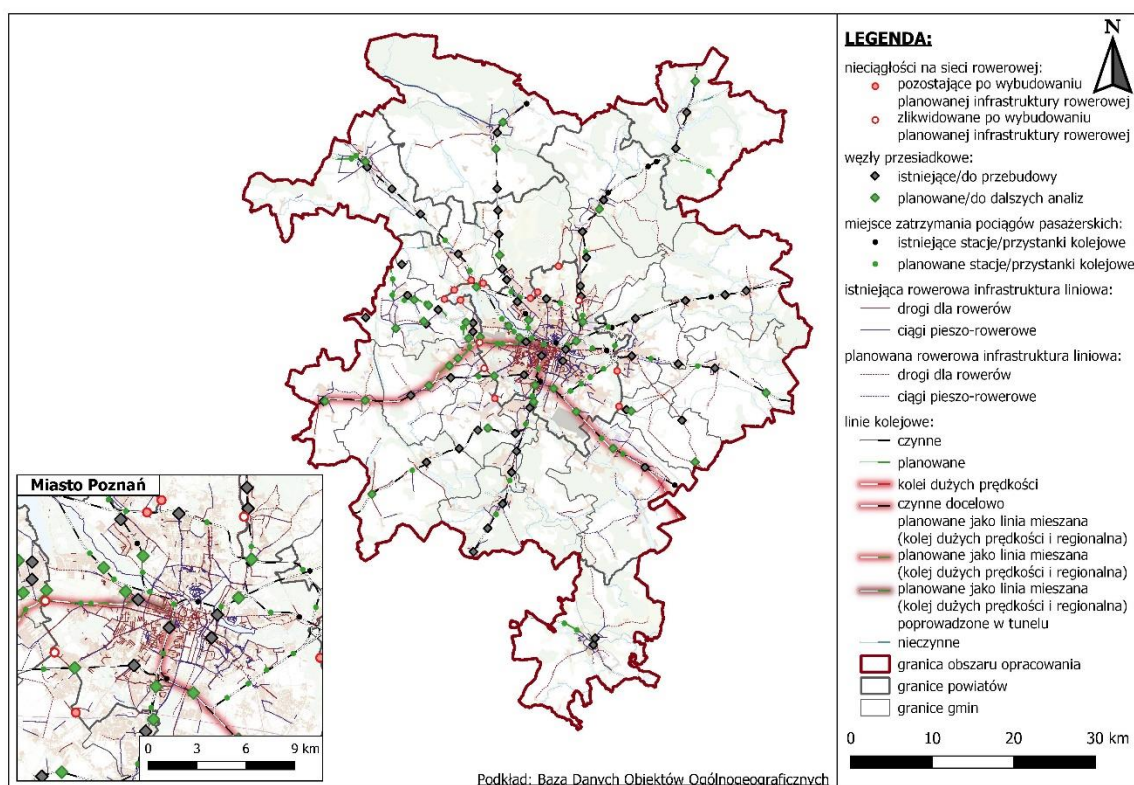 LEGENDA:
N
nieciągłości na sieci rowerowej:
pozostające po wybudowaniu
planowanej infrastruktury rowerowej
zlikwidowane po wybudowaniu
planowanej infrastruktury rowerowej
węzły przesiadkowe:
istniejące/do przebudowy
planowane/do dalszych analiz
miejsce zatrzymania pociągów pasażerskich:
istniejące stacje/przystanki kolejowe
planowane stacje/przystanki kolejowe
istniejąca rowerowa infrastruktura liniowa:
drogi dla rowerów
ciągi pieszo-rowerowe
planowana rowerowa infrastruktura liniowa:
drogi dla rowerów
ciągi pieszo-rowerowe
linie kolejowe:
czynne
planowane
kolei dużych prędkości
czynne docelowo
planowane jako linia mieszana
(kolej dużych prędkości i regionalna)
planowane jako linia mieszana
(kolej dużych prędkości i regionalna)
planowane jako linia mieszana
(kolej dużych prędkości i regionalna)
poprowadzone w tunelu
nieczynne
granica obszaru opracowania
granice powiatów
granice gmin
0 10 20 30 km
Miasto Poznań
0 3 6 9 km
Podkład: Baza Danych Obiektów Ogólnogeograficznych